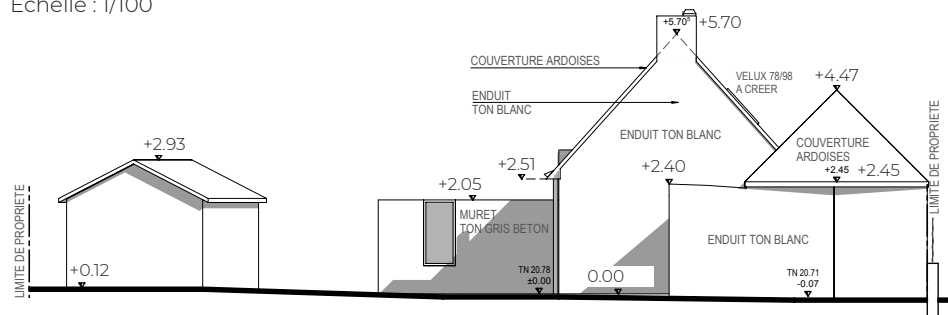 Echelle : 1/100
+5.70⁵
+5.70
COUVERTURE ARDOISES
VELUX 78/98
A CREER
+4.47
ENDUIT
TON BLANC
ENDUIT TON BLANC
COUVERTURE
ARDOISES
+2.93
+2.51
+2.40
+2.45
+2.45
LIMITE DE PROPRIETE
LIMITE DE PROPRIETE
+2.05
MURET
TON GRIS BETON
ENDUIT TON BLANC
+0.12
TN 20.78
±0.00
0.00
TN 20.71
-0.07